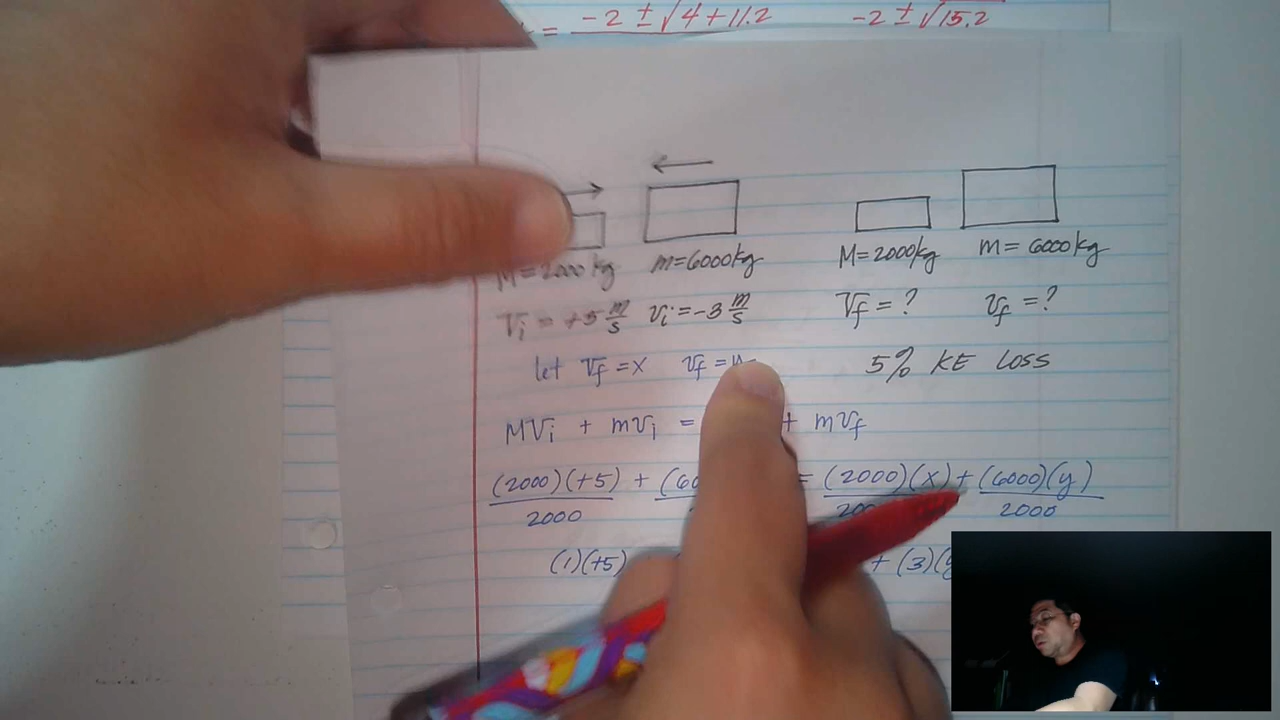 = -2 ± √4+11.2 -2 ± √15.2
M=2000kg m=6000kg M=2000kg m=6000kg
Vi = +5 m/s vi = -3 m/s Vf = ? vf = ?
let Vf = x vf = 5% KE LOSS
MVi + mvi = + mvf
(2000)(+5)/2000 + (60 = (2000)(x) + (6000)(y)/2000
(1)(+5) + (3)(y